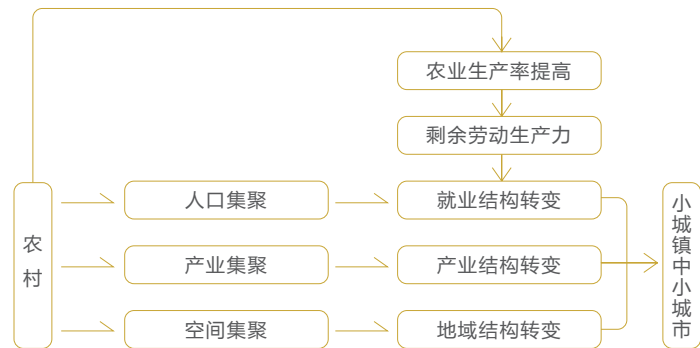 农业生产率提高
剩余劳动生产力
农村
人口集聚
就业结构转变
产业集聚
产业结构转变
空间集聚
地域结构转变
小城镇中小城市